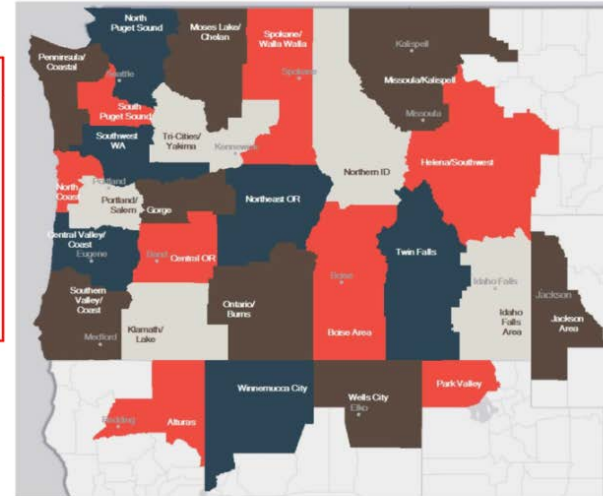 North
Puget Sound
Moses Lake/
Chelan
Spokane/
Walla Walla
Kalispell
Penninsula/
Coastal
Seattle
Spokane
Missoula/Kalispell
South
Puget Sound
Missoula
Southwest
WA
Tri-Cities/
Yakima
Kennewick
Northern ID
Helena/Southwest
North
Coast
Portland
Portland/
Salem
Gorge
Northeast OR
Central Valley/
Coast
Eugene
Bend
Central OR
Twin Falls
Boise
Idaho Falls
Southern
Valley/
Coast
Ontario/
Burns
Jackson
Idaho
Falls
Area
Jackson
Area
Medford
Klamath/
Lake
Boise Area
Winnemucca City
Wells City
Elko
Park Valley
Redding
Alturas